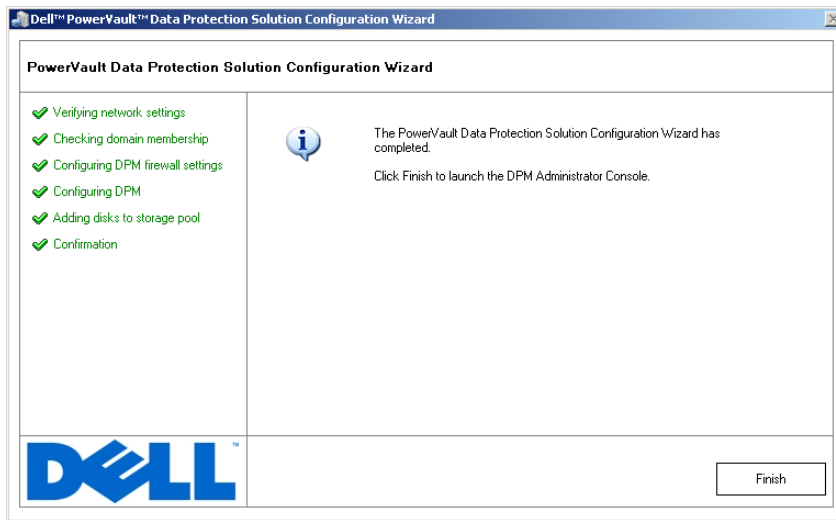 Dell™ PowerVault™ Data Protection Solution Configuration Wizard
PowerVault Data Protection Solution Configuration Wizard
Verifying network settings
Checking domain membership
Configuring DPM firewall settings
Configuring DPM
Adding disks to storage pool
Confirmation
The PowerVault Data Protection Solution Configuration Wizard has
completed.
Click Finish to launch the DPM Administrator Console.
DELL™
Finish